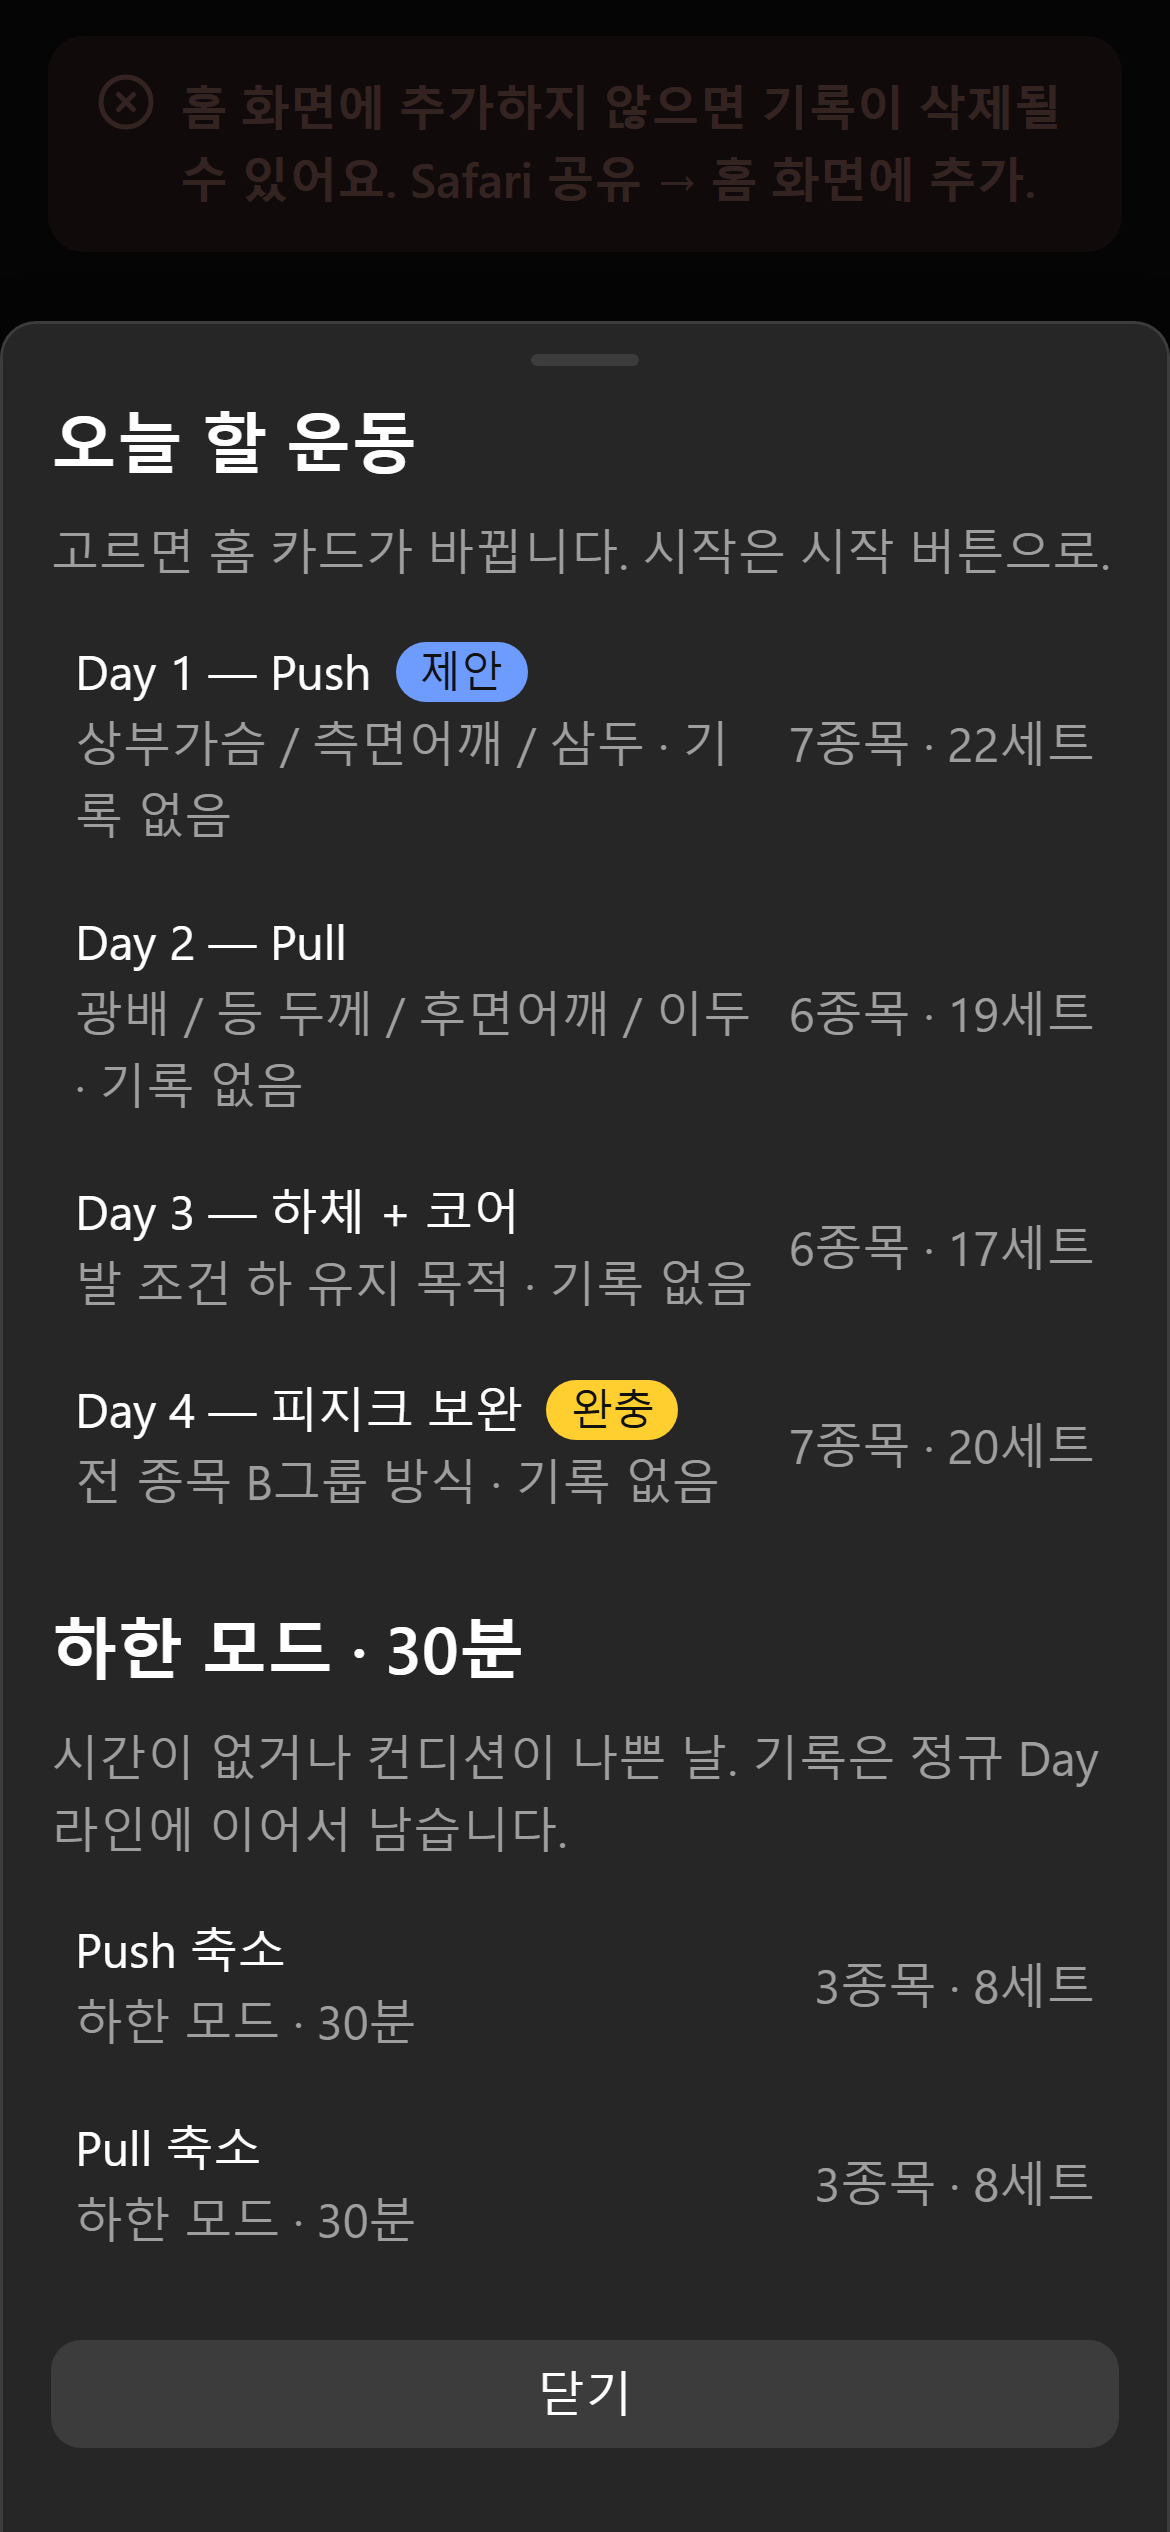 홈 화면에 추가하지 않으면 기록이 삭제될
수 있어요. Safari 공유 → 홈 화면에 추가.
오늘 할 운동
고르면 홈 카드가 바뀝니다. 시작은 시작 버튼으로.
Day 1 — Push 제안
상부가슴 / 측면어깨 / 삼두 · 기 7종목 · 22세트
록 없음
Day 2 — Pull
광배 / 등 두께 / 후면어깨 / 이두 6종목 · 19세트
· 기록 없음
Day 3 — 하체 + 코어
6종목 · 17세트
발 조건 하 유지 목적 · 기록 없음
Day 4 — 피지크 보완 완충
7종목 · 20세트
전 종목 B그룹 방식 · 기록 없음
하한 모드 · 30분
시간이 없거나 컨디션이 나쁜 날. 기록은 정규 Day
라인에 이어서 남습니다.
Push 축소
3종목 · 8세트
하한 모드 · 30분
Pull 축소
3종목 · 8세트
하한 모드 · 30분
닫기